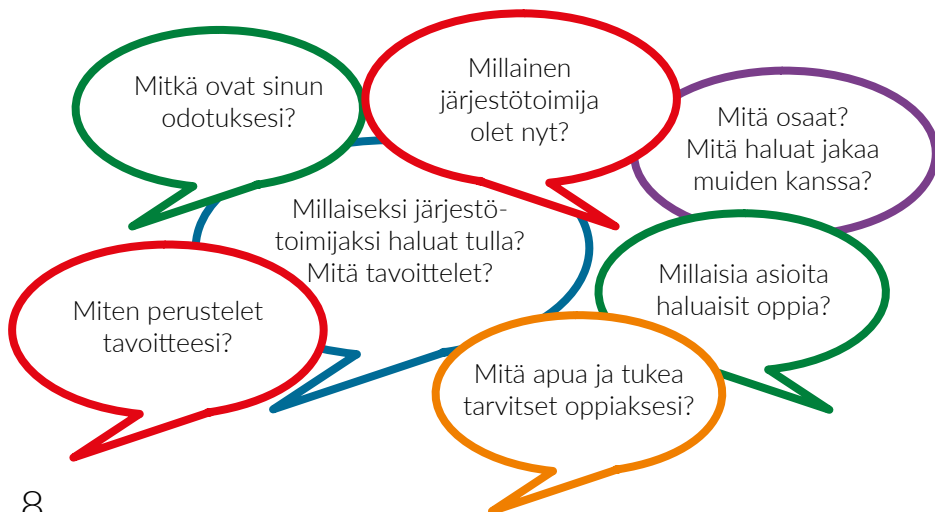 Mitkä ovat sinun
odotuksesi?
Millainen
järjestötoimija
olet nyt?
Mitä osaat?
Mitä haluat jakaa
muiden kanssa?
Millaiseksi järjestö-
toimijaksi haluat tulla?
Mitä tavoittelet?
Millaisia asioita
haluaisit oppia?
Miten perustelet
tavoitteesi?
Mitä apua ja tukea
tarvitset oppiaksesi?
8